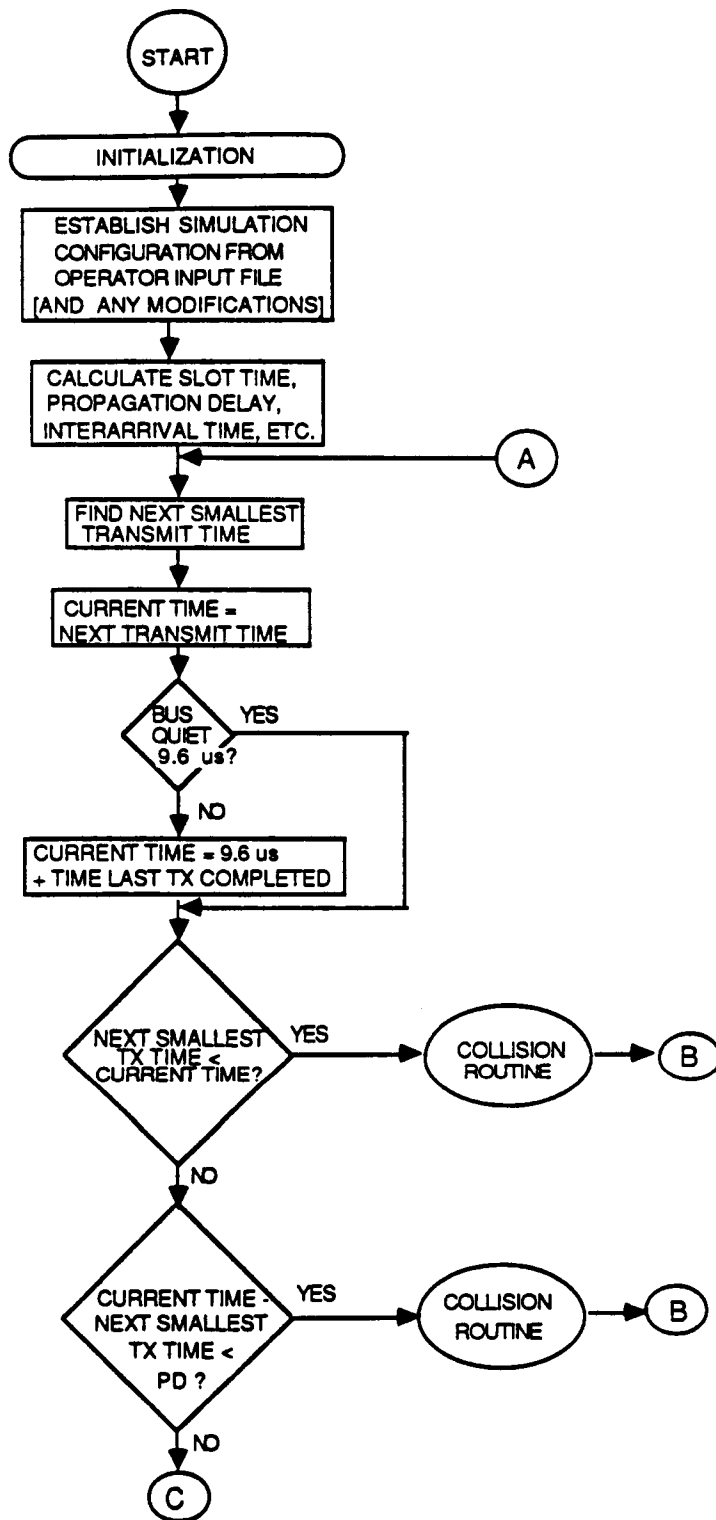 START
INITIALIZATION
ESTABLISH SIMULATION
CONFIGURATION FROM
OPERATOR INPUT FILE
[AND ANY MODIFICATIONS]
CALCULATE SLOT TIME,
PROPAGATION DELAY,
INTERARRIVAL TIME, ETC.
A
FIND NEXT SMALLEST
TRANSMIT TIME
CURRENT TIME =
NEXT TRANSMIT TIME
BUS
QUIET
9.6 us?
YES
NO
CURRENT TIME = 9.6 us
+ TIME LAST TX COMPLETED
NEXT SMALLEST
TX TIME <
CURRENT TIME?
YES
COLLISION
ROUTINE
B
NO
CURRENT TIME -
NEXT SMALLEST
TX TIME <
PD ?
YES
COLLISION
ROUTINE
B
NO
C